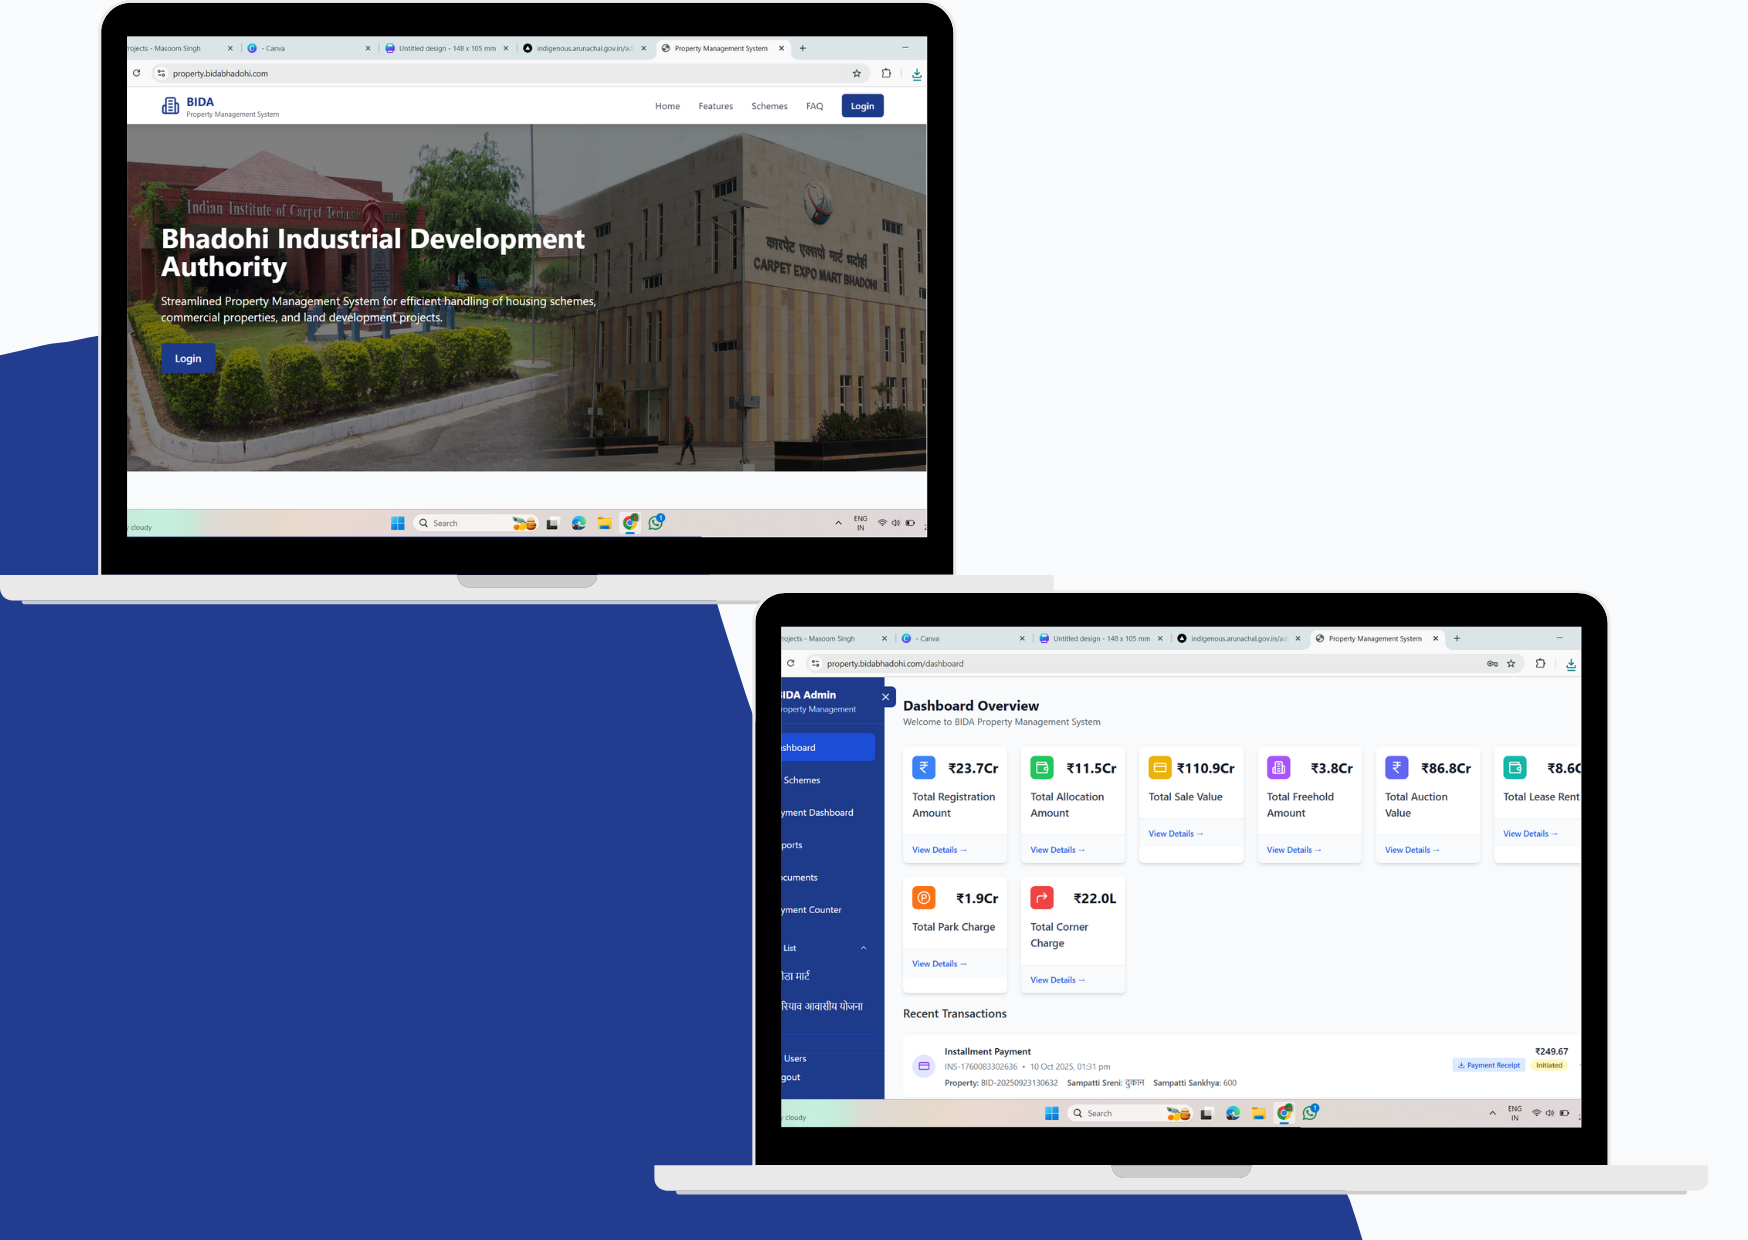 rojects - Masoom Singh
- Canva
Untitled design - 148 x 105 mm
indigenous.arunachal.gov.in/ad
Property Management System
property.bidabhadohi.com
BIDA
Property Management System
Home
Features
Schemes
FAQ
Login
Indian Institute of Carpet Technology
कारपेट एक्सपो मार्ट भदोही
CARPET EXPO MART BHADOHI
Bhadohi Industrial Development
Authority
Streamlined Property Management System for efficient handling of housing schemes,
commercial properties, and land development projects.
Login
y cloudy
Search
ENG
IN
rojects - Masoom Singh
- Canva
Untitled design - 148 x 105 mm
indigenous.arunachal.gov.in/ad
Property Management System
property.bidabhadohi.com/dashboard
BIDA Admin
roperty Management
shboard
Schemes
yment Dashboard
ports
cuments
yment Counter
List
ठा मार्ट
रियाव आवासीय योजना
Users
gout
Dashboard Overview
Welcome to BIDA Property Management System
₹23.7Cr
Total Registration
Amount
View Details →
₹11.5Cr
Total Allocation
Amount
View Details →
₹110.9Cr
Total Sale Value
View Details →
₹3.8Cr
Total Freehold
Amount
View Details →
₹86.8Cr
Total Auction
Value
View Details →
₹8.6C
Total Lease Rent
View Details →
₹1.9Cr
Total Park Charge
View Details →
₹22.0L
Total Corner
Charge
View Details →
Recent Transactions
Installment Payment
INS-1760083302636 • 10 Oct 2025, 01:31 pm
Property: BID-20250923130632 Sampatti Sreni: दुकान Sampatti Sankhya: 600
₹249.67
Payment Receipt
Initiated
y cloudy
Search
ENG
IN